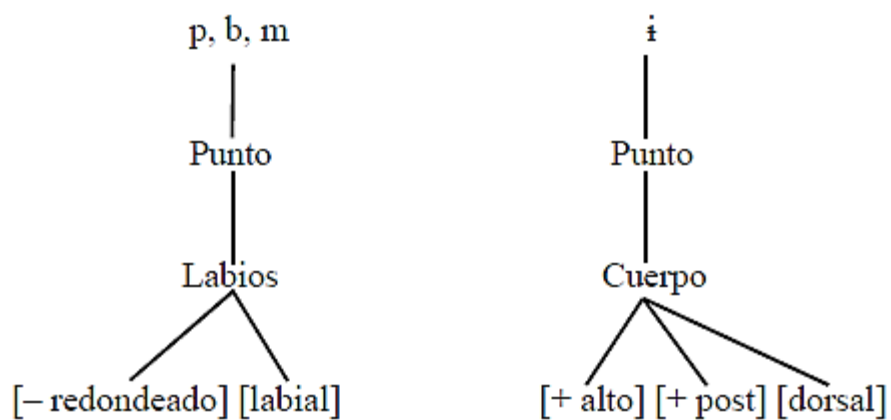 p, b, m ɨ
Punto Punto
Labios Cuerpo
[– redondeado] [labial] [+ alto] [+ post] [dorsal]